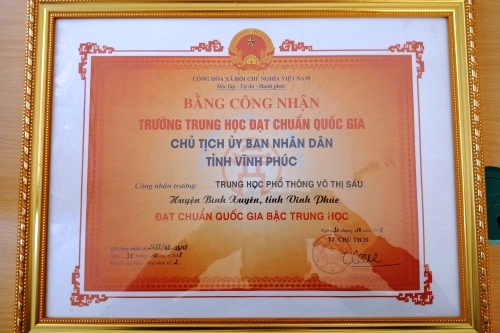 CỘNG HÒA XÃ HỘI CHỦ NGHĨA VIỆT NAM
Độc lập - Tự do - Hạnh phúc
BẰNG CÔNG NHẬN
TRƯỜNG TRUNG HỌC ĐẠT CHUẨN QUỐC GIA
CHỦ TỊCH ỦY BAN NHÂN DÂN
TỈNH VĨNH PHÚC
Công nhận trường: TRUNG HỌC PHỔ THÔNG VÕ THỊ SÁU
Huyện Bình Xuyên, tỉnh Vĩnh Phúc
ĐẠT CHUẨN QUỐC GIA BẬC TRUNG HỌC
CHỦ TỊCH